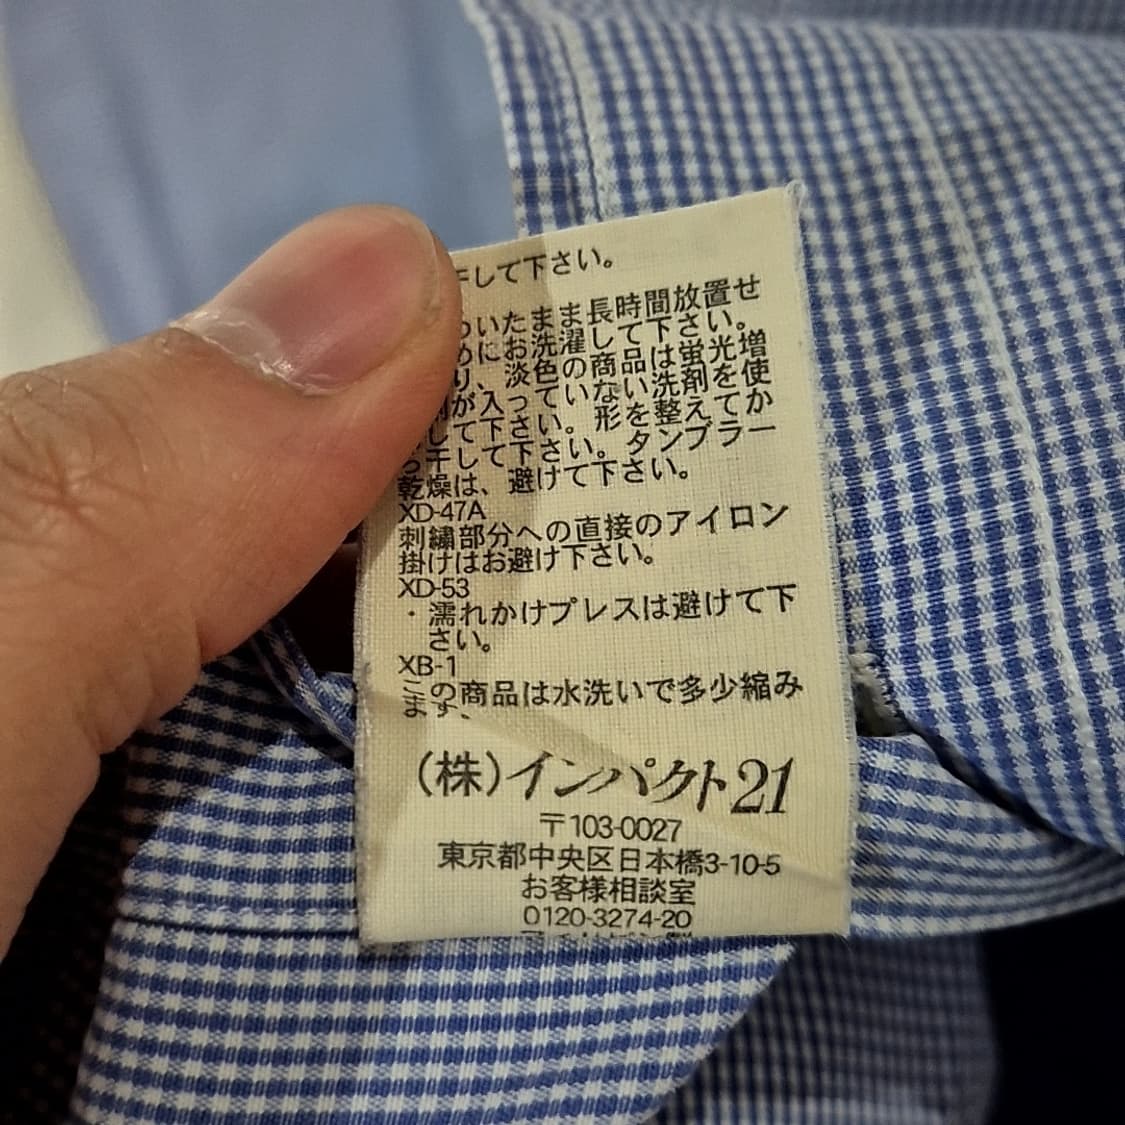 して下さい。
いたまま長時間放置せ
めにお洗濯して下さい。
り、淡色の商品は蛍光増
剤が入っていない洗剤を使
して下さい。形を整えてか
ら干して下さい。タンブラー
乾燥は、避けて下さい。
XD-47A
刺繍部分への直接のアイロン
掛けはお避け下さい。
XD-53
・濡れかけプレスは避けて下
さい。
XB-1
この商品は水洗いで多少縮み
ます、
(株)インパクト21
〒103-0027
東京都中央区日本橋3-10-5
お客様相談室
0120-3274-20